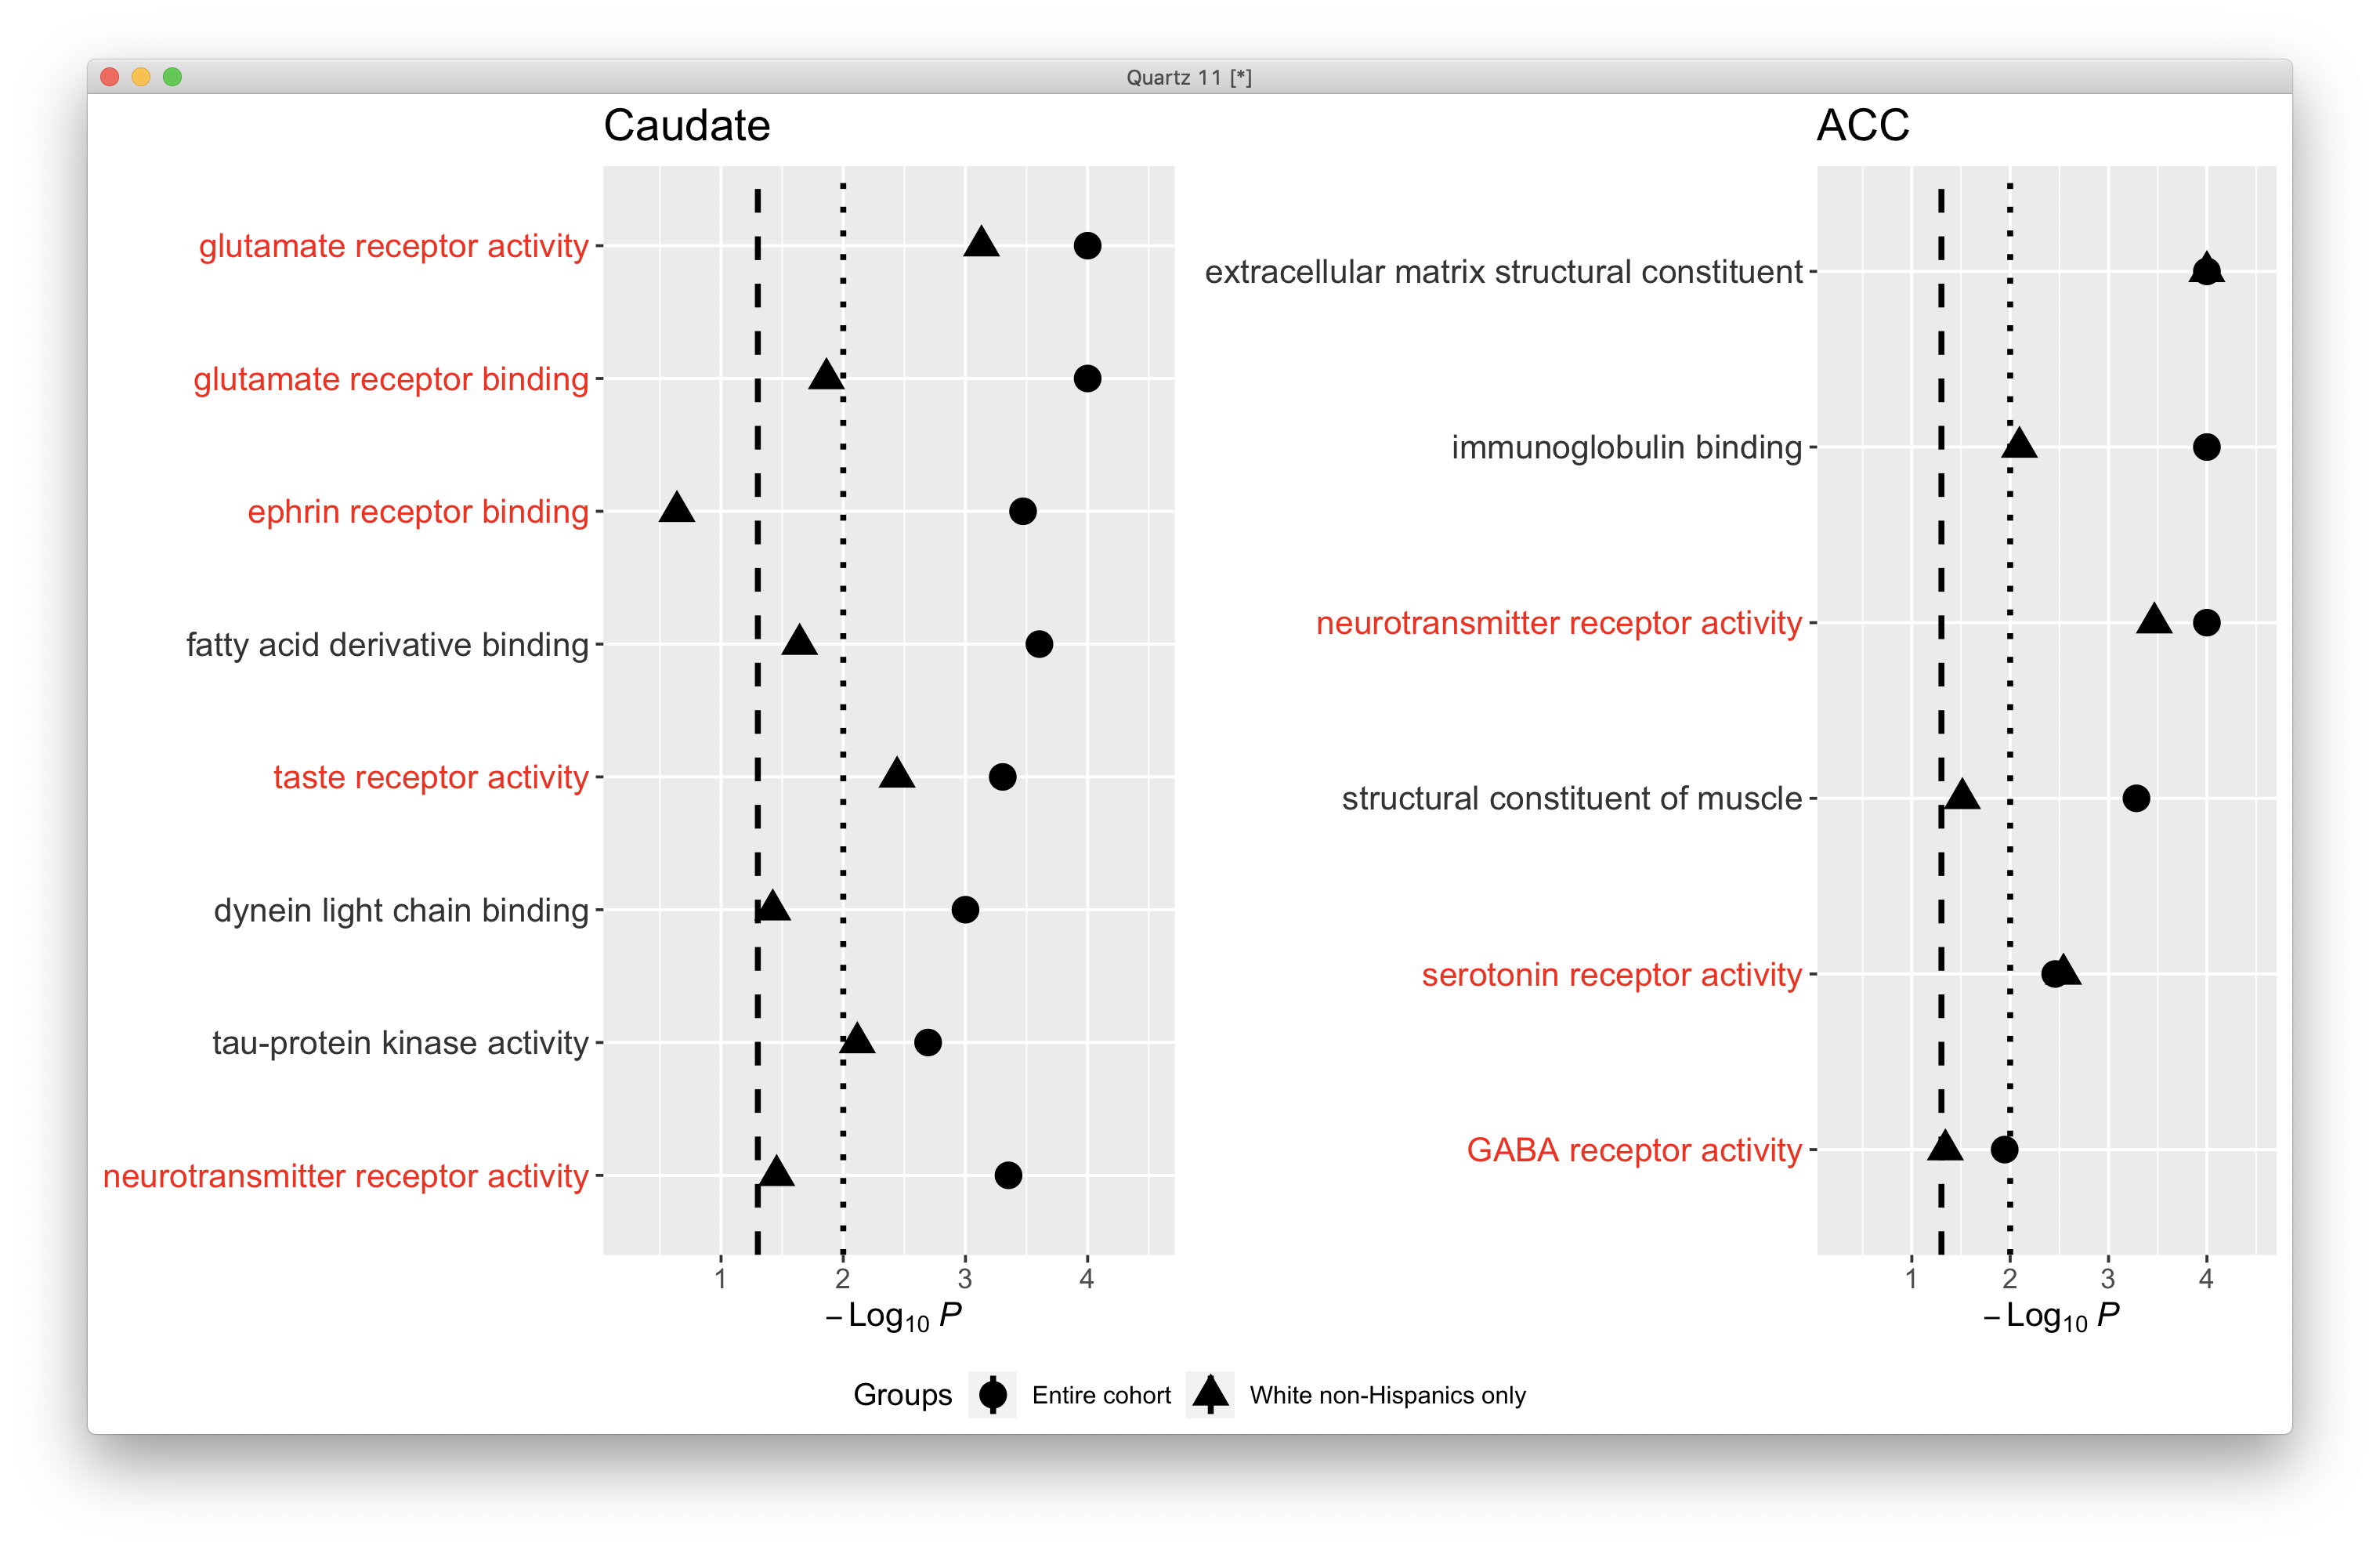 Quartz 11 [*]
Caudate
glutamate receptor activity
glutamate receptor binding
ephrin receptor binding
fatty acid derivative binding
taste receptor activity
dynein light chain binding
tau-protein kinase activity
neurotransmitter receptor activity
1 2 3 4
− Log10 P
ACC
extracellular matrix structural constituent
immunoglobulin binding
neurotransmitter receptor activity
structural constituent of muscle
serotonin receptor activity
GABA receptor activity
1 2 3 4
− Log10 P
Groups Entire cohort White non-Hispanics only